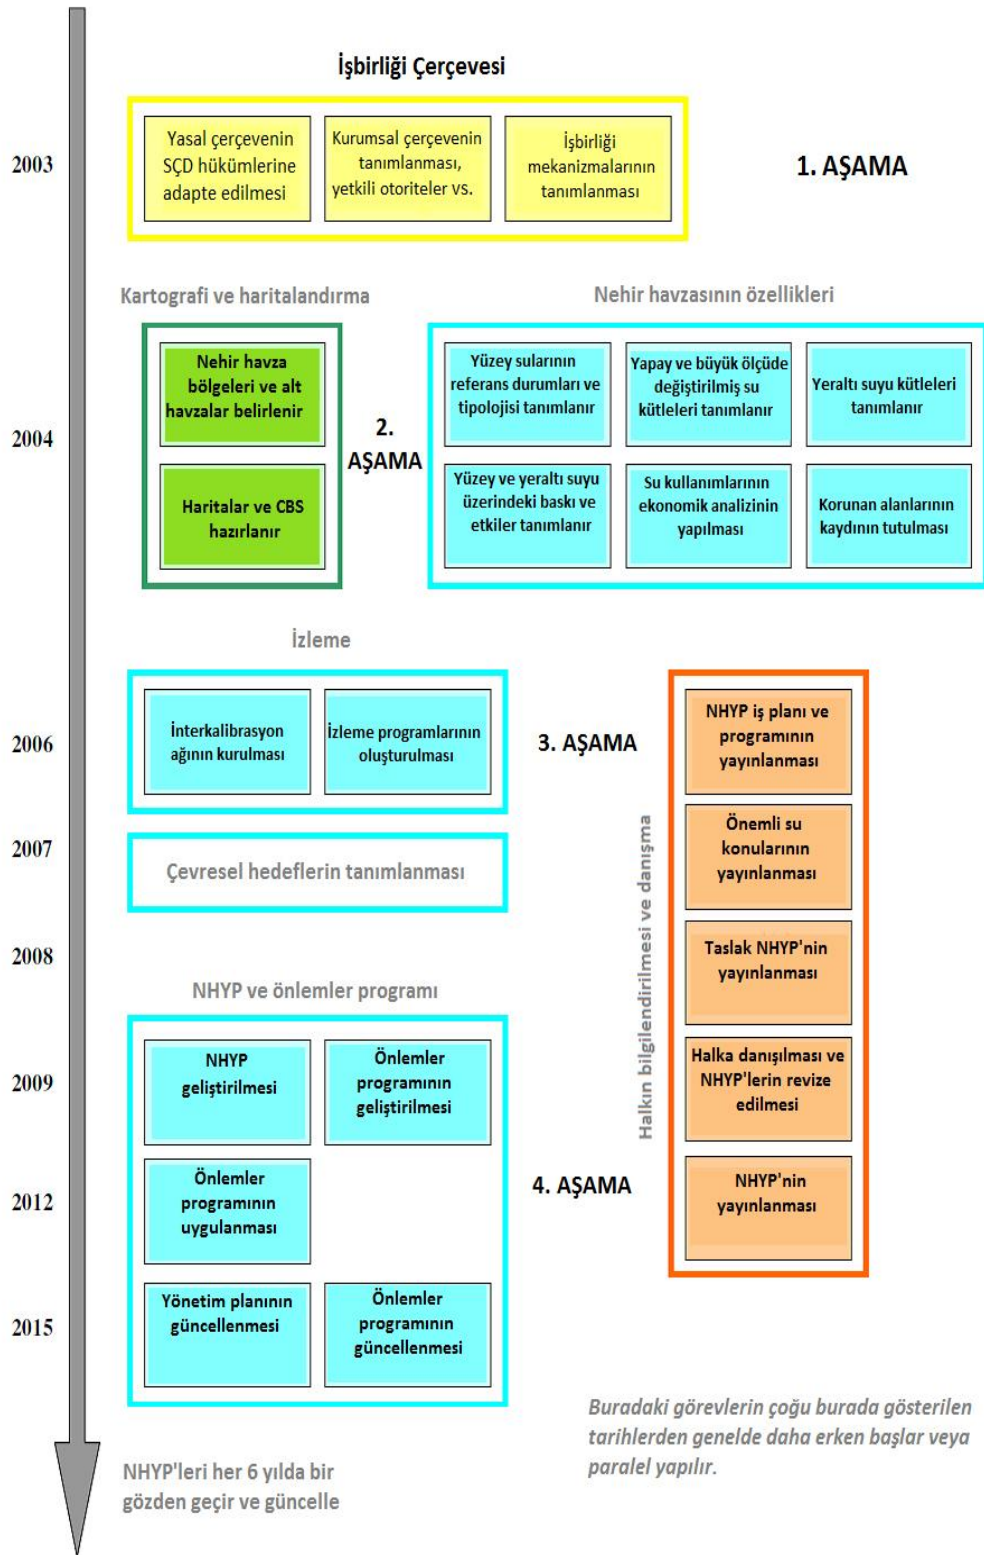 İşbirliği Çerçevesi
2003
Yasal çerçevenin
SÇD hükümlerine
adapte edilmesi
Kurumsal çerçevenin
tanımlanması,
yetkili otoriteler vs.
İşbirliği
mekanizmalarının
tanımlanması
1. AŞAMA
Kartografi ve haritalandırma
Nehir havzasının özellikleri
2004
Nehir havza
bölgeleri ve alt
havzalar belirlenir
Haritalar ve CBS
hazırlanır
2.
AŞAMA
Yüzey sularının
referans durumları ve
tipolojisi tanımlanır
Yapay ve büyük ölçüde
değiştirilmiş su
kütleleri tanımlanır
Yeraltı suyu kütleleri
tanımlanır
Yüzey ve yeraltı suyu
üzerindeki baskı ve
etkiler tanımlanır
Su kullanımlarının
ekonomik analizinin
yapılması
Korunan alanlarının
kaydının tutulması
İzleme
2006
İnterkalibrasyon
ağının kurulması
İzleme programlarının
oluşturulması
3. AŞAMA
2007
Çevresel hedeflerin tanımlanması
2008
NHYP ve önlemler programı
2009
NHYP
geliştirilmesi
Önlemler
programının
geliştirilmesi
2012
Önlemler
programının
uygulanması
4. AŞAMA
2015
Yönetim planının
güncellenmesi
Önlemler
programının
güncellenmesi
Halkın bilgilendirilmesi ve danışma
NHYP iş planı ve
programının
yayınlanması
Önemli su
konularının
yayınlanması
Taslak NHYP'nin
yayınlanması
Halka danışılması ve
NHYP'lerin revize
edilmesi
NHYP'nin
yayınlanması
Buradaki görevlerin çoğu burada gösterilen
tarihlerden genelde daha erken başlar veya
paralel yapılır.
NHYP'leri her 6 yılda bir
gözden geçir ve güncelle